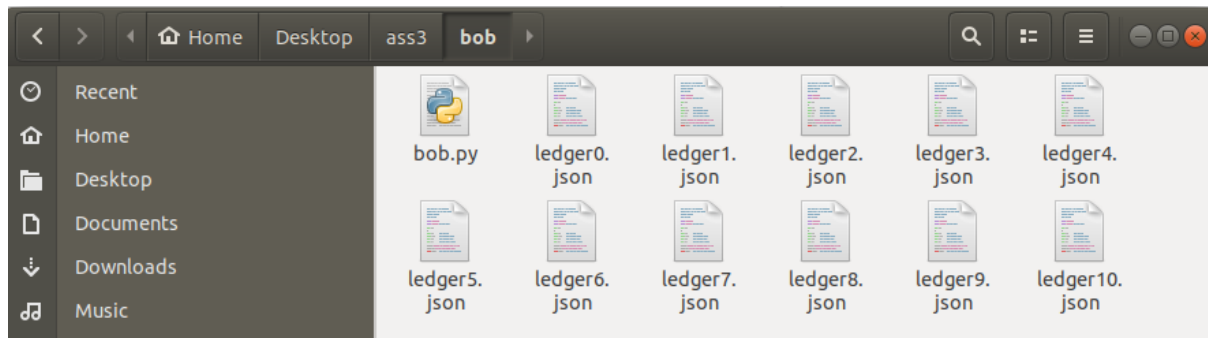 Home Desktop ass3 bob
Recent
Home
Desktop
Documents
Downloads
Music
bob.py
ledger0.
json
ledger1.
json
ledger2.
json
ledger3.
json
ledger4.
json
ledger5.
json
ledger6.
json
ledger7.
json
ledger8.
json
ledger9.
json
ledger10.
json